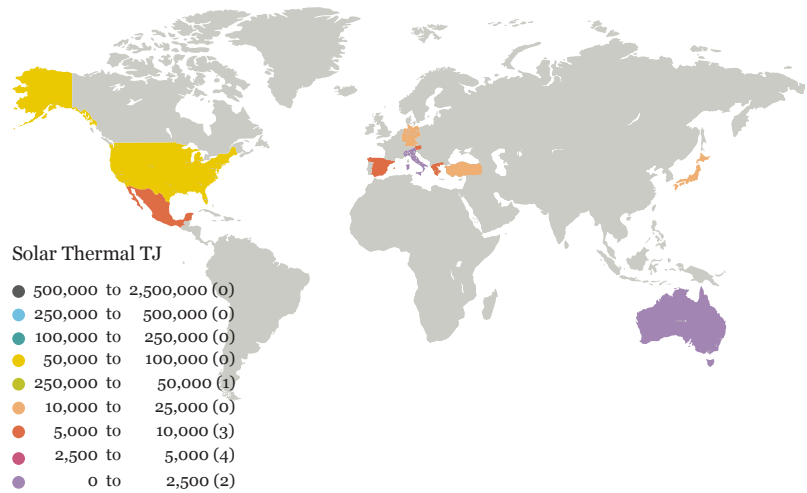 Solar Thermal TJ
500,000 to 2,500,000 (0)
250,000 to 500,000 (0)
100,000 to 250,000 (0)
50,000 to 100,000 (0)
250,000 to 50,000 (1)
10,000 to 25,000 (0)
5,000 to 10,000 (3)
2,500 to 5,000 (4)
0 to 2,500 (2)